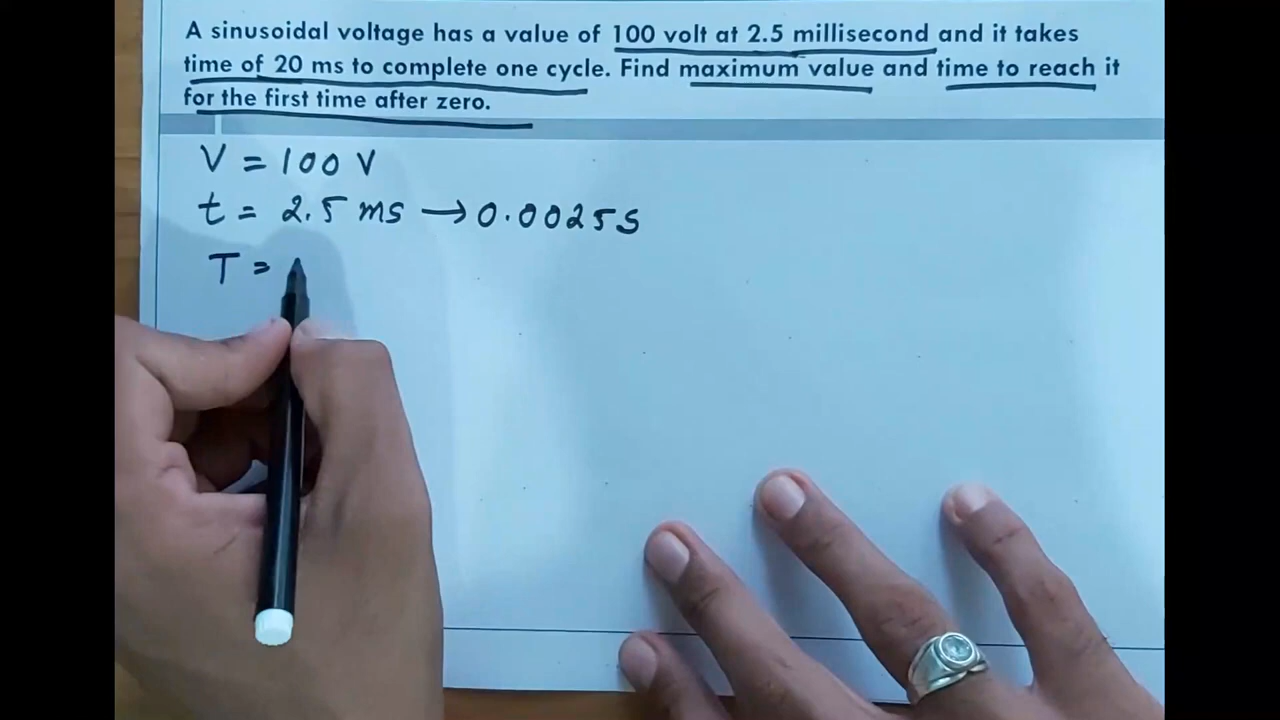 A sinusoidal voltage has a value of 100 volt at 2.5 millisecond and it takes
time of 20 ms to complete one cycle. Find maximum value and time to reach it
for the first time after zero.
V = 100 V
t = 2.5 ms → 0.0025 S
T =